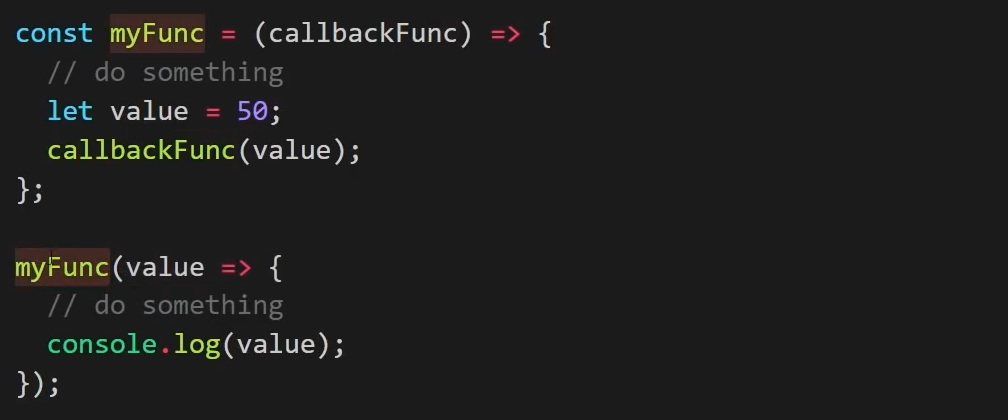 const myFunc = (callbackFunc) => {
  // do something
  let value = 50;
  callbackFunc(value);
};

myFunc(value => {
  // do something
  console.log(value);
});